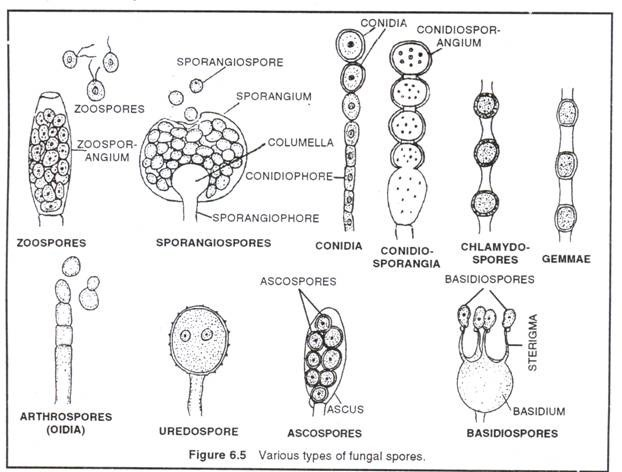 CONIDIA
CONIDIOSPOR-
ANGIUM
SPORANGIOSPORE
ZOOSPORES
SPORANGIUM
ZOOSPOR-
ANGIUM
COLUMELLA
CONIDIOPHORE
SPORANGIOPHORE
ZOOSPORES
SPORANGIOSPORES
CONIDIA
CONIDIO-
SPORANGIA
CHLAMYDO-
SPORES
GEMMAE
ASCOSPORES
BASIDIOSPORES
STERIGMA
ASCUS
BASIDIUM
ARTHROSPORES
(OIDIA)
UREDOSPORE
ASCOSPORES
BASIDIOSPORES
Figure 6.5 Various types of fungal spores.